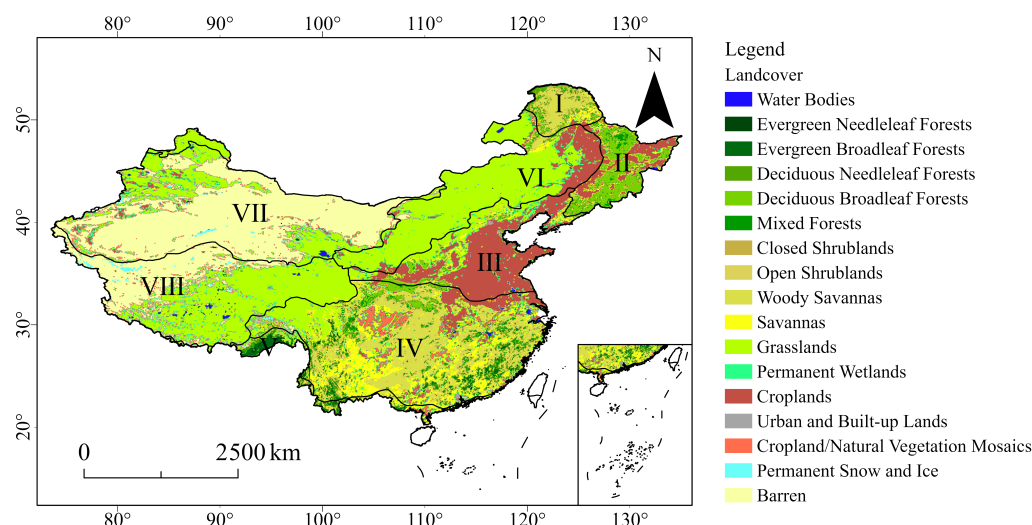 80° 90° 100° 110° 120° 130°
N
50°
40°
30°
20°
I
II
VI
VII
III
VIII
V
IV
0 2500 km
80° 90° 100° 110° 120° 130°
Legend
Landcover
Water Bodies
Evergreen Needleleaf Forests
Evergreen Broadleaf Forests
Deciduous Needleleaf Forests
Deciduous Broadleaf Forests
Mixed Forests
Closed Shrublands
Open Shrublands
Woody Savannas
Savannas
Grasslands
Permanent Wetlands
Croplands
Urban and Built-up Lands
Cropland/Natural Vegetation Mosaics
Permanent Snow and Ice
Barren